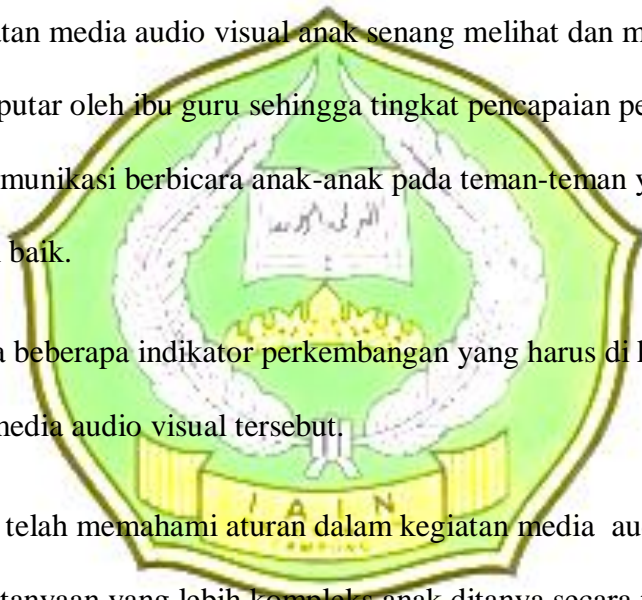 atan media audio visual anak senang melihat dan m
putar oleh ibu guru sehingga tingkat pencapaian pe
munikasi berbicara anak-anak pada teman-teman y
baik.
a beberapa indikator perkembangan yang harus di
media audio visual tersebut.
I A I N
LAMPUNG
telah memahami aturan dalam kegiatan media au
tanyaan yang lebih kompleks anak ditanya secara